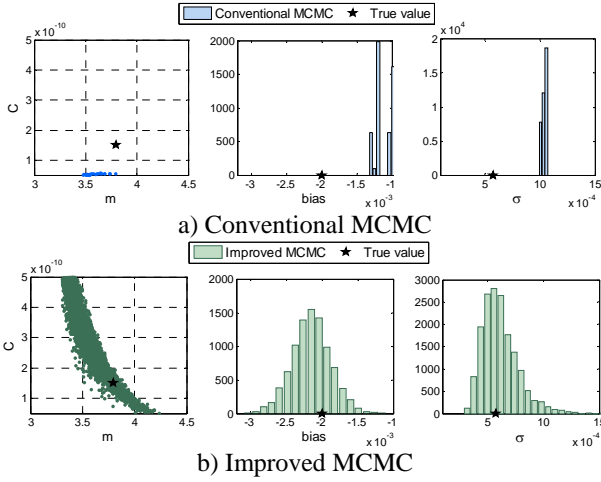 Conventional MCMC ★ True value
x 10^-10
5
4
3
2
1
C
3 3.5 4 4.5
m
2000
1500
1000
500
0
-3 -2.5 -2 -1.5 -1
bias x 10^-3
2 x 10^4
1.5
1
0.5
0
5 10 15
σ x 10^-4
a) Conventional MCMC
Improved MCMC ★ True value
x 10^-10
5
4
3
2
1
C
3 3.5 4 4.5
m
2000
1500
1000
500
0
-3 -2.5 -2 -1.5 -1
bias x 10^-3
3000
2500
2000
1500
1000
500
0
5 10 15
σ x 10^-4
b) Improved MCMC